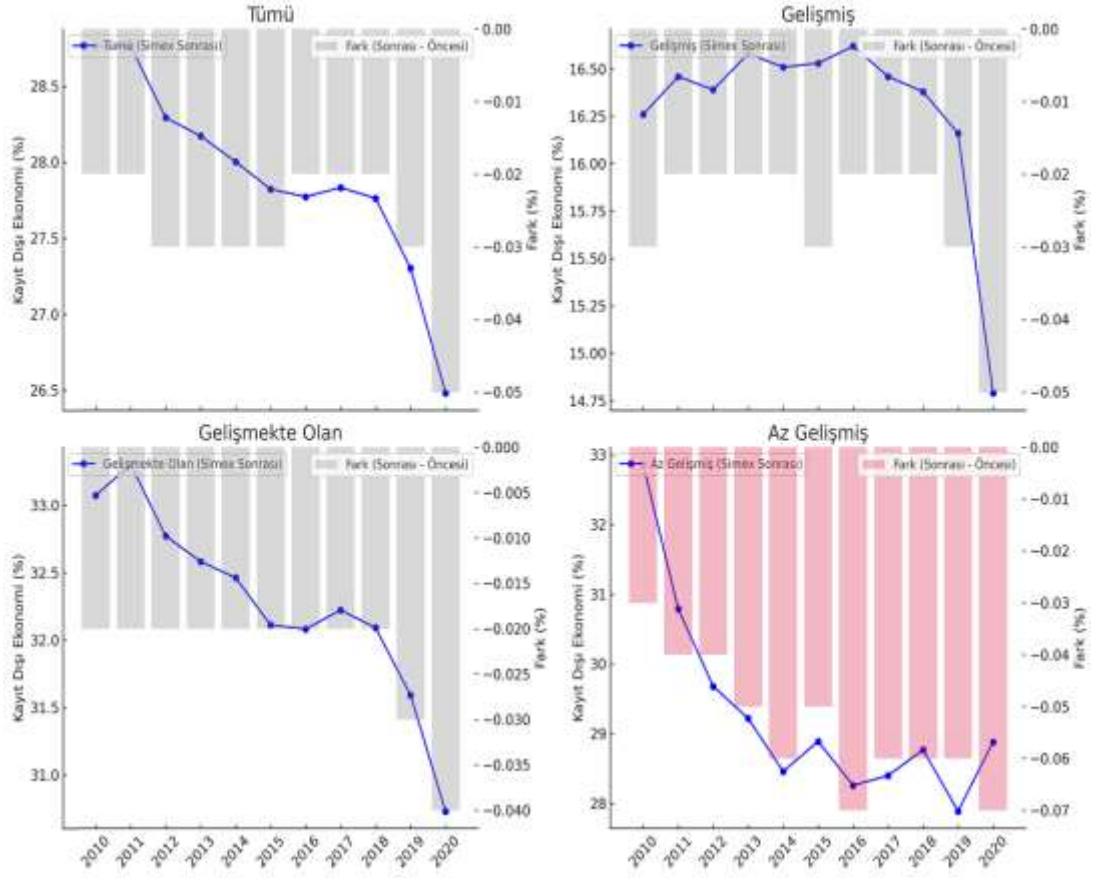 Tümü
Tümü (Simex Sonrası)
Fark (Sonrası - Öncesi)
Kayıt Dışı Ekonomi (%)
28.5
28.0
27.5
27.0
26.5
0.00
−0.01
−0.02
−0.03
−0.04
−0.05
Fark (%)
Gelişmiş
Gelişmiş (Simex Sonrası)
Fark (Sonrası - Öncesi)
Kayıt Dışı Ekonomi (%)
16.50
16.25
16.00
15.75
15.50
15.25
15.00
14.75
0.00
−0.01
−0.02
−0.03
−0.04
−0.05
Fark (%)
Gelişmekte Olan
Gelişmekte Olan (Simex Sonrası)
Fark (Sonrası - Öncesi)
Kayıt Dışı Ekonomi (%)
33.0
32.5
32.0
31.5
31.0
0.000
−0.005
−0.010
−0.015
−0.020
−0.025
−0.030
−0.035
−0.040
Fark (%)
2010 2011 2012 2013 2014 2015 2016 2017 2018 2019 2020
Az Gelişmiş
Az Gelişmiş (Simex Sonrası)
Fark (Sonrası - Öncesi)
Kayıt Dışı Ekonomi (%)
33
32
31
30
29
28
0.00
−0.01
−0.02
−0.03
−0.04
−0.05
−0.06
−0.07
Fark (%)
2010 2011 2012 2013 2014 2015 2016 2017 2018 2019 2020